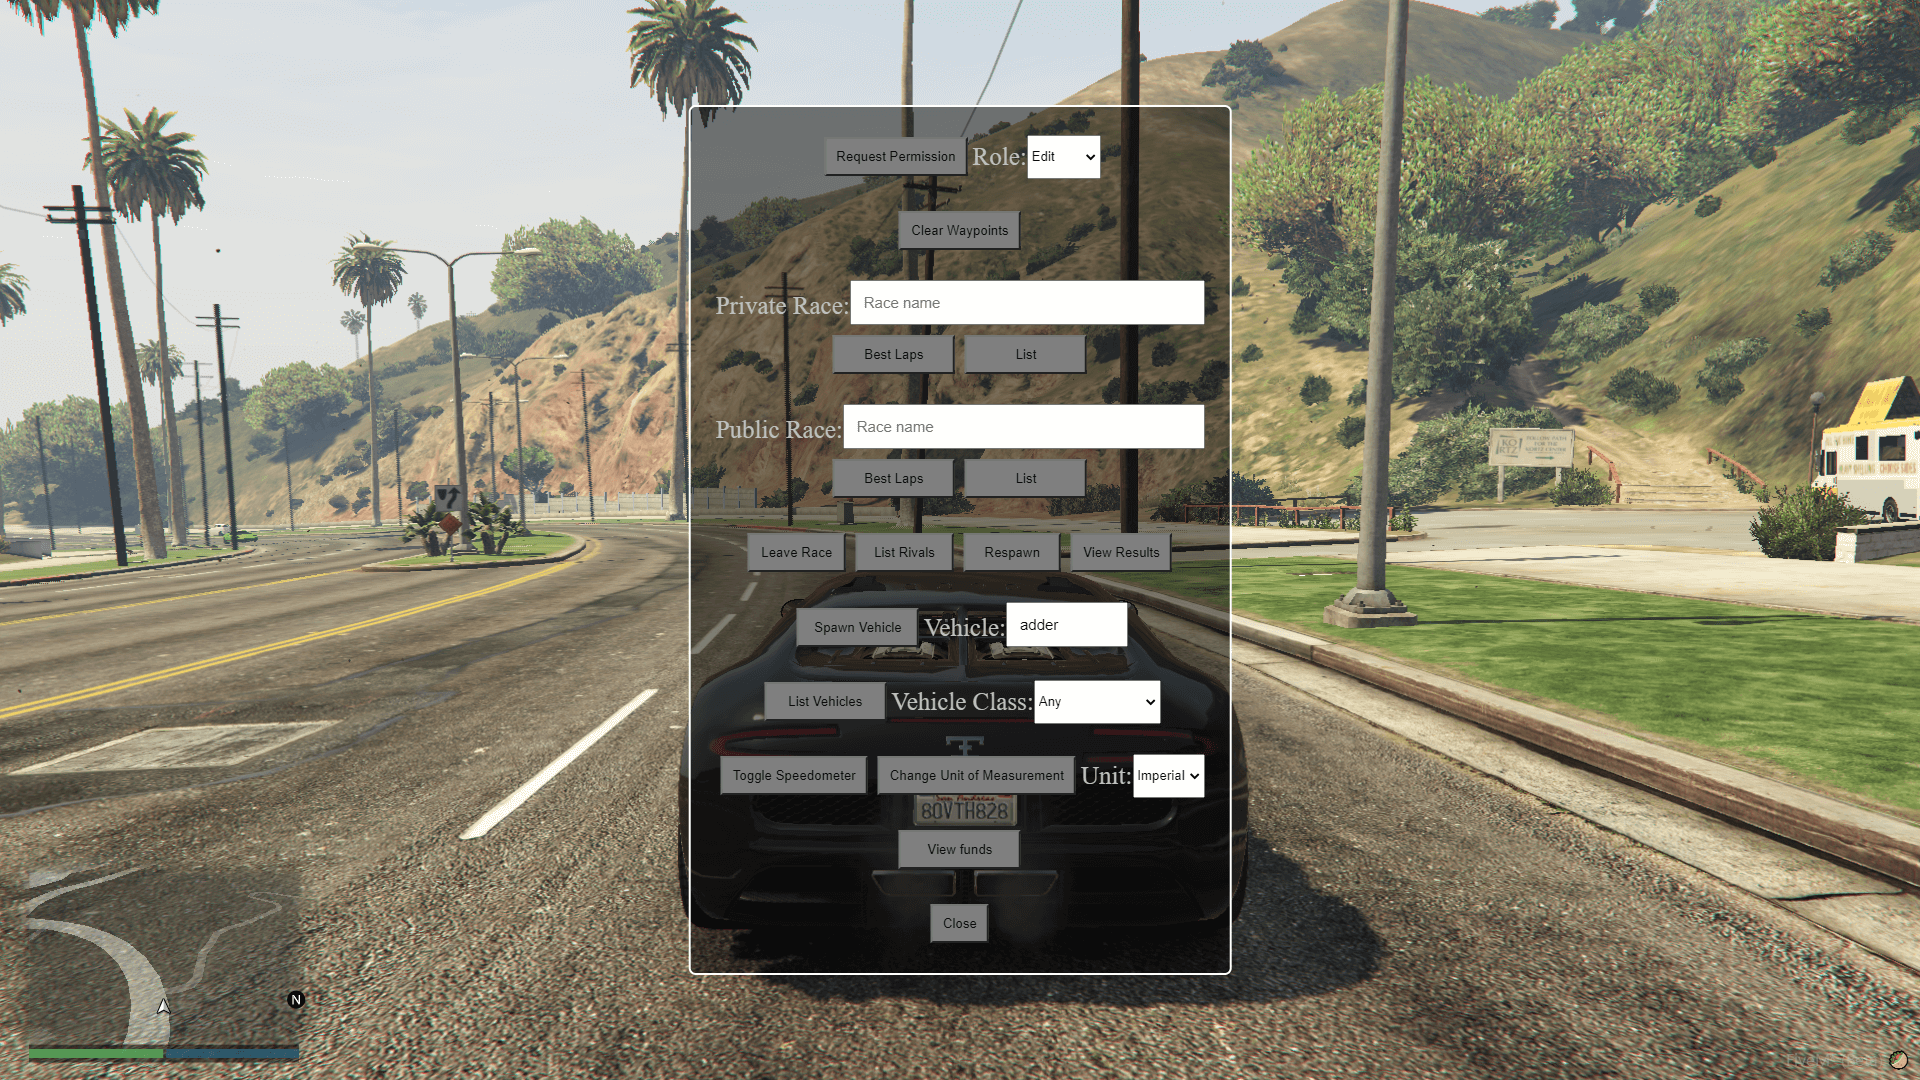 Request Permission Role: Edit
Clear Waypoints
Private Race: Race name
Best Laps List
Public Race: Race name
Best Laps List
Leave Race List Rivals Respawn View Results
Spawn Vehicle Vehicle: adder
List Vehicles Vehicle Class: Any
Toggle Speedometer Change Unit of Measurement Unit: Imperial
80VTH828
View funds
Close
N